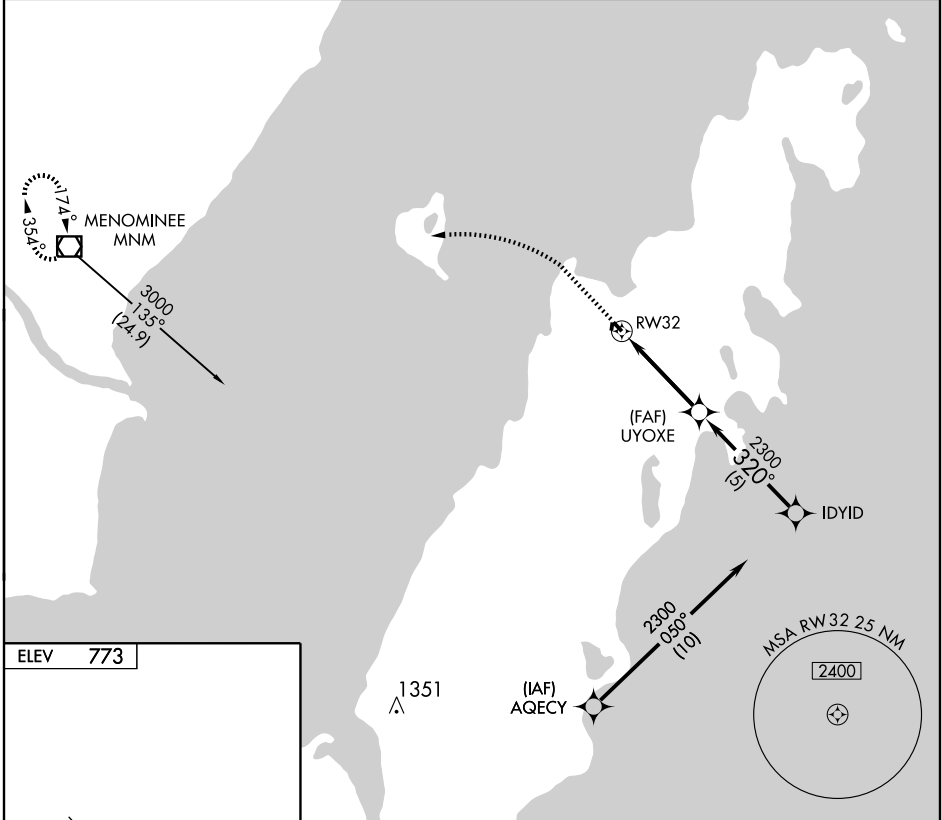 174°
354°
MENOMINEE
MNM
3000
135°
(24.9)
RW32
(FAF)
UYOXE
2300
320°
(5)
IDYID
2300
050°
(10)
(IAF)
AQECY
1351
MSA RW32 25 NM
2400
ELEV 773